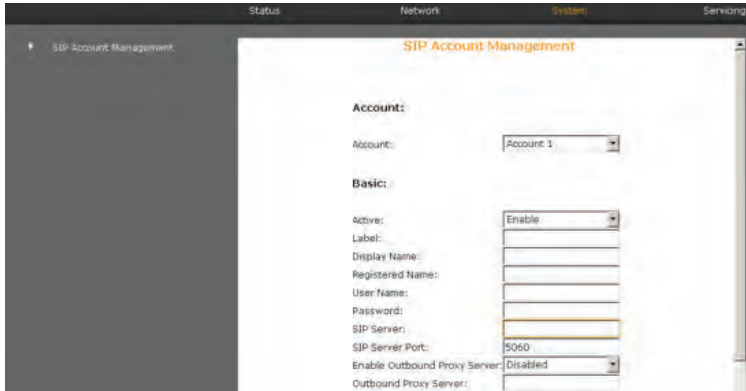 Status Network System Servicing
SIP Account Management
SIP Account Management
Account:
Account: Account 1
Basic:
Active: Enable
Label:
Display Name:
Registered Name:
User Name:
Password:
SIP Server:
SIP Server Port: 5060
Enable Outbound Proxy Server: Disabled
Outbound Proxy Server: